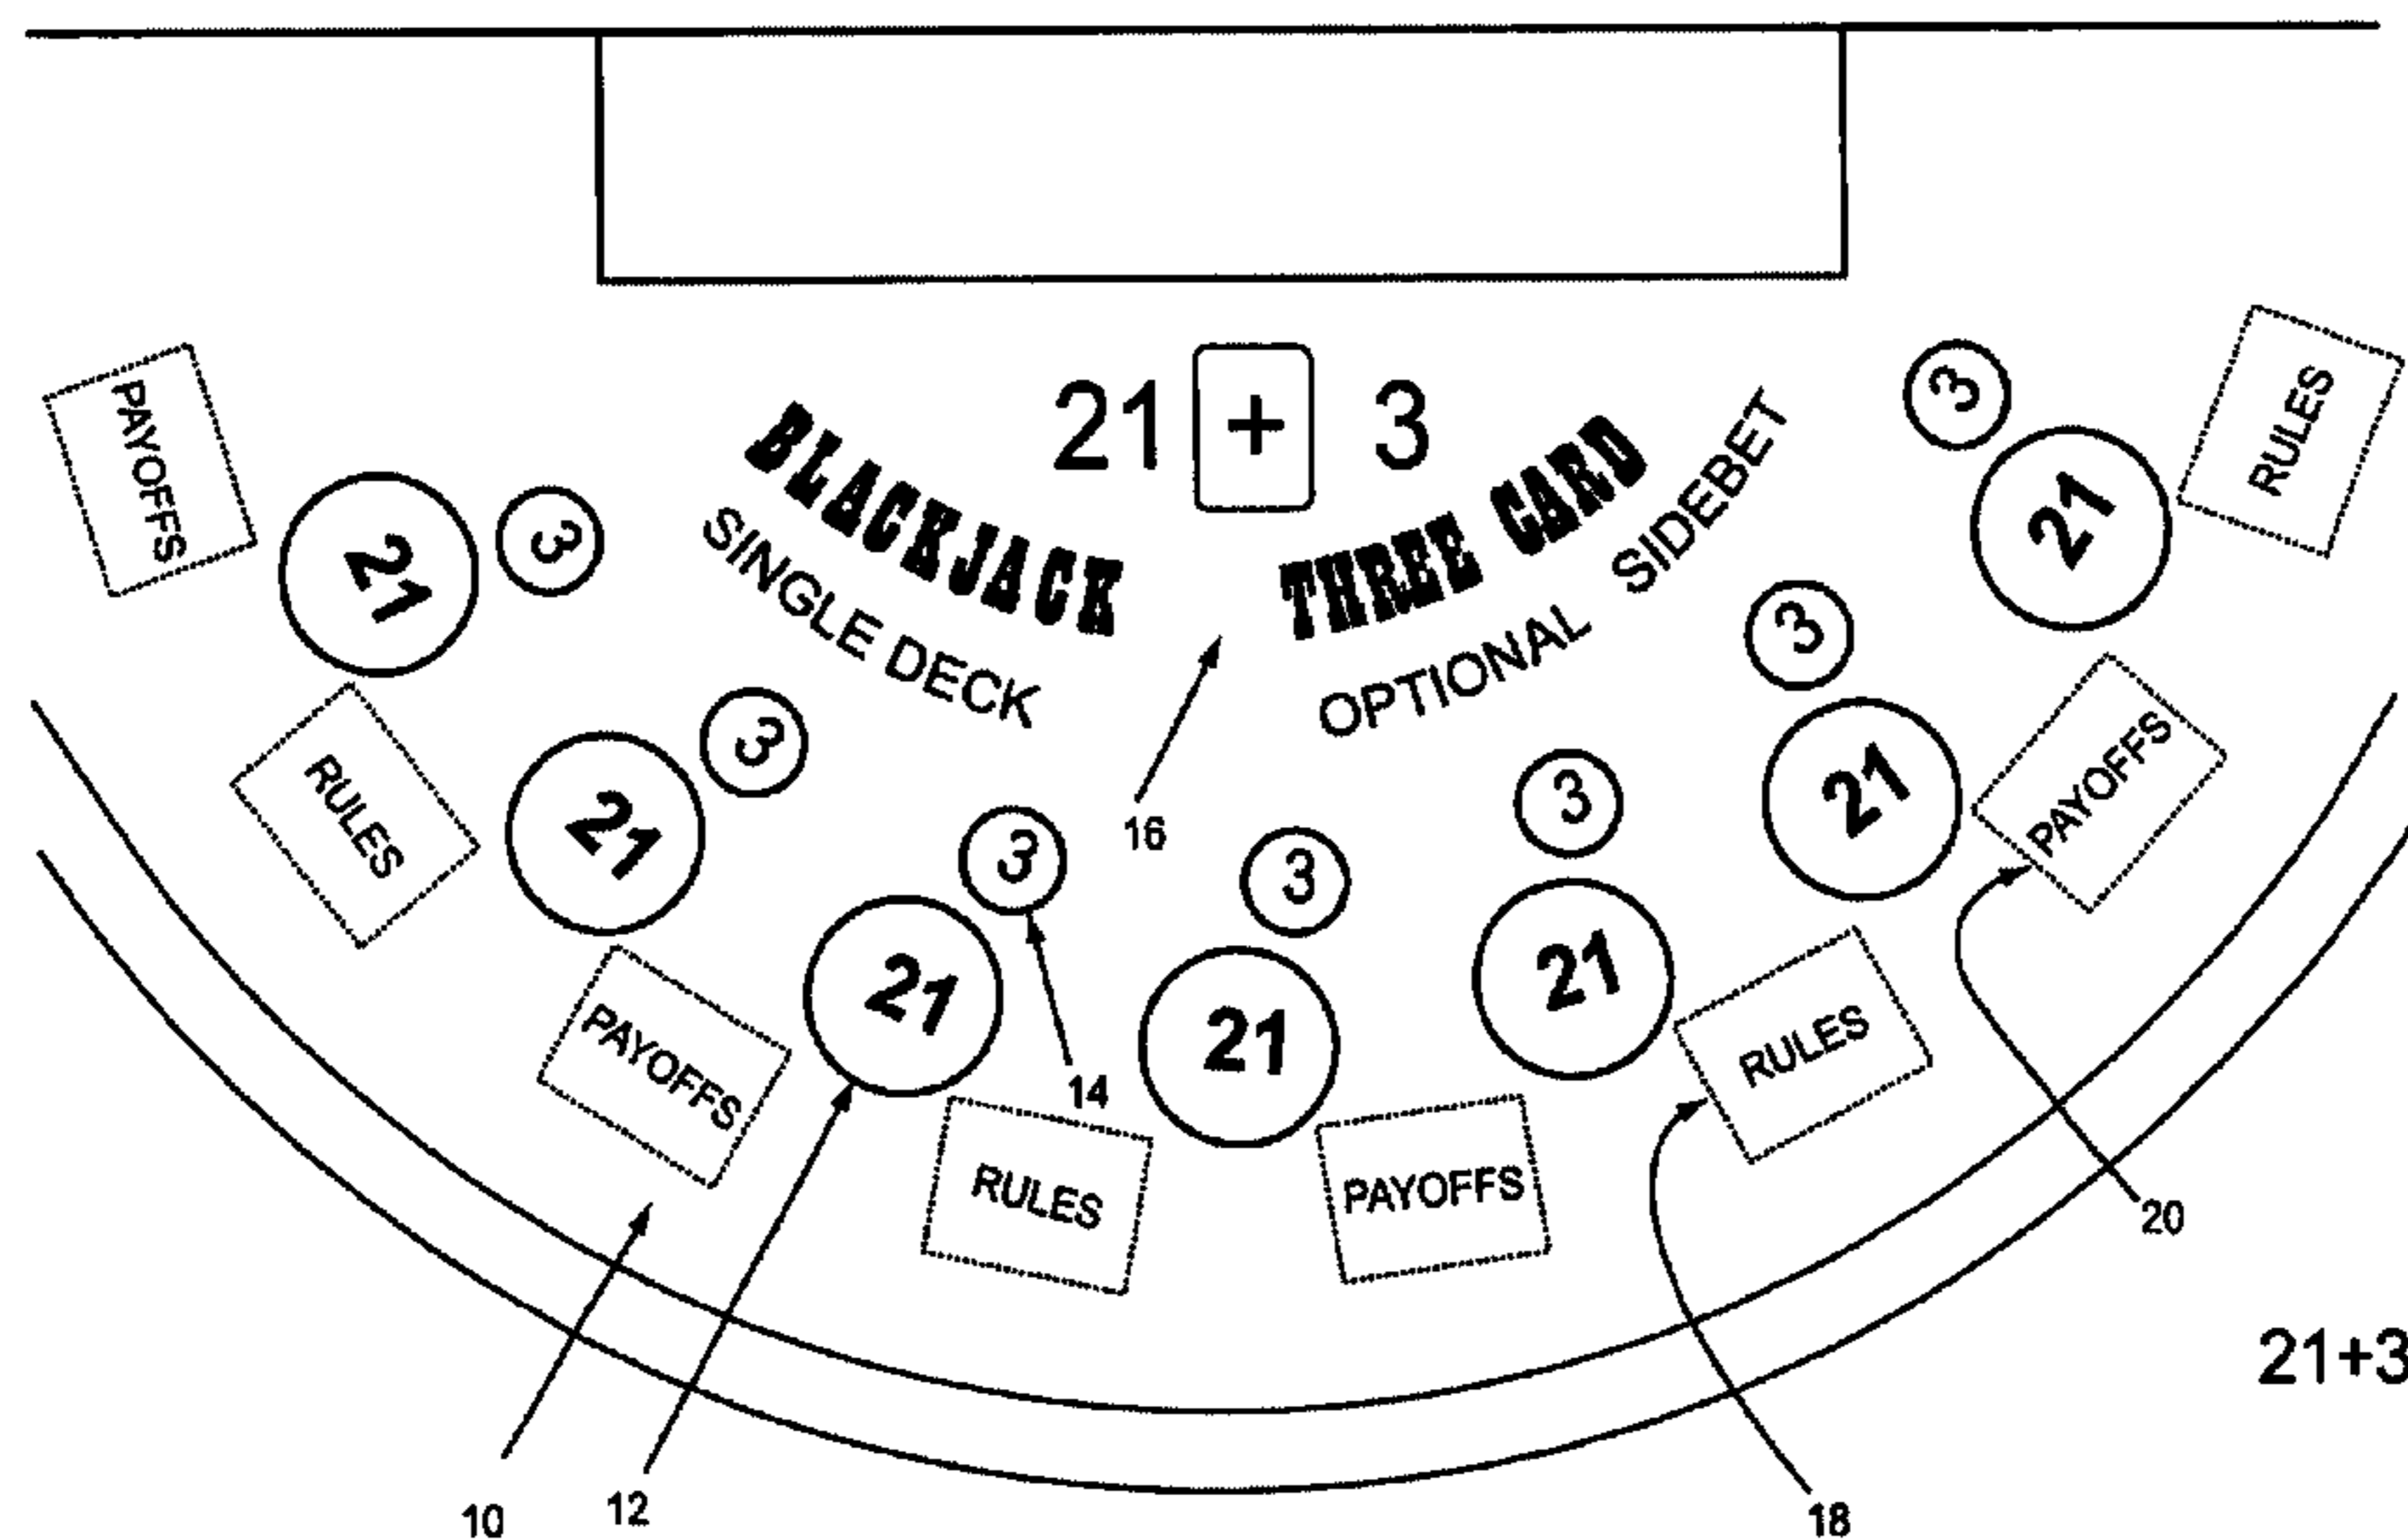 21 + 3
BLACKJACK
THREE CARD
SINGLE DECK
OPTIONAL SIDEBET
PAYOFFS
21
3
3
21
RULES
RULES
21
3
3
21
PAYOFFS
16
PAYOFFS
21
3
3
21
RULES
14
3
21
RULES
PAYOFFS
20
21+3
10
12
18